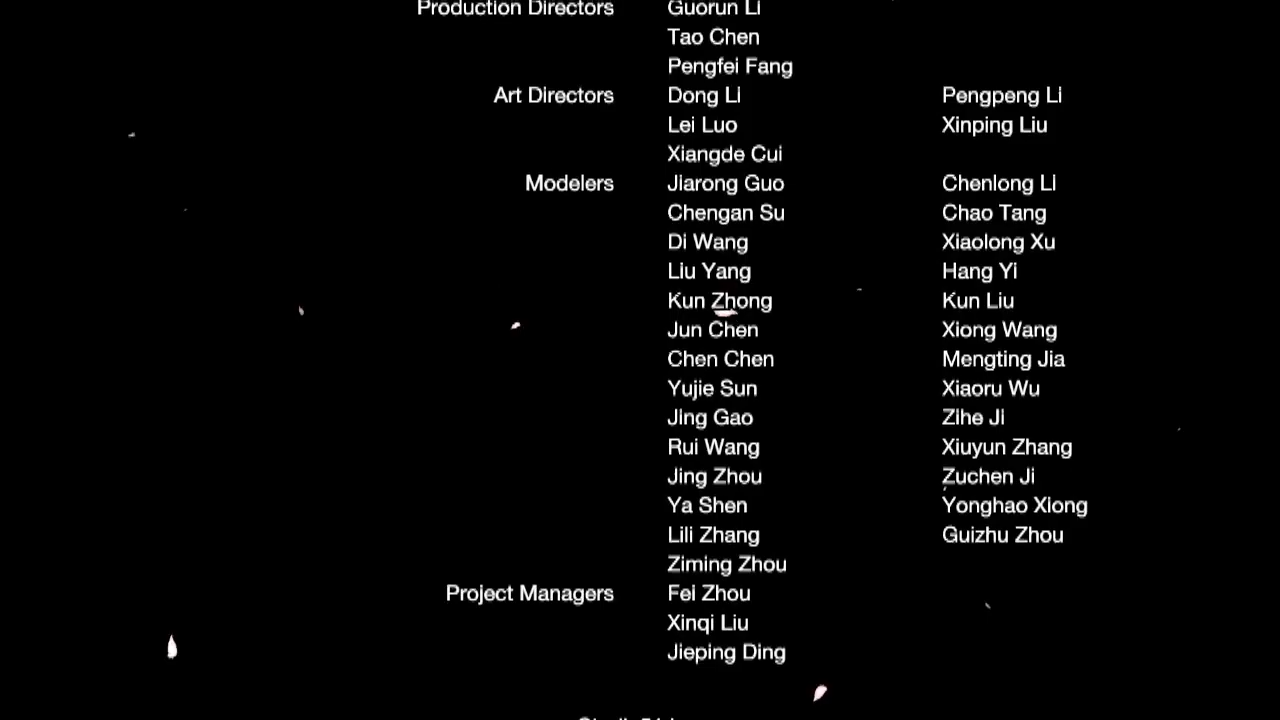 Production Directors Guorun Li
Tao Chen
Pengfei Fang
Art Directors Dong Li Pengpeng Li
Lei Luo Xinping Liu
Xiangde Cui
Modelers Jiarong Guo Chenlong Li
Chengan Su Chao Tang
Di Wang Xiaolong Xu
Liu Yang Hang Yi
Kun Zhong Kun Liu
Jun Chen Xiong Wang
Chen Chen Mengting Jia
Yujie Sun Xiaoru Wu
Jing Gao Zihe Ji
Rui Wang Xiuyun Zhang
Jing Zhou Zuchen Ji
Ya Shen Yonghao Xiong
Lili Zhang Guizhu Zhou
Ziming Zhou
Project Managers Fei Zhou
Xinqi Liu
Jieping Ding